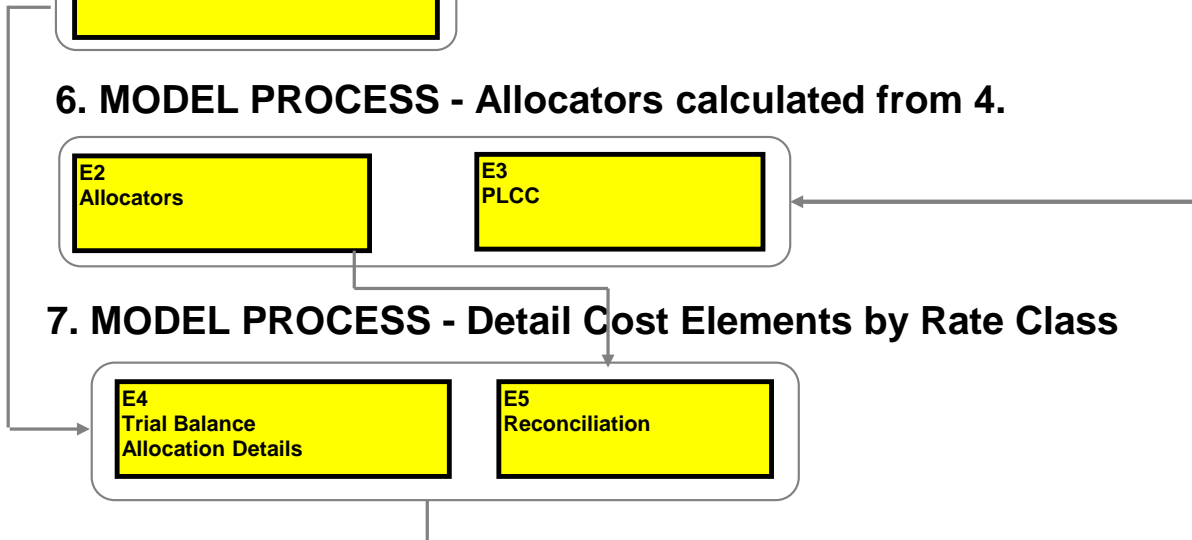 6. MODEL PROCESS - Allocators calculated from 4.
E2
Allocators
E3
PLCC
7. MODEL PROCESS - Detail Cost Elements by Rate Class
E4
Trial Balance
Allocation Details
E5
Reconciliation